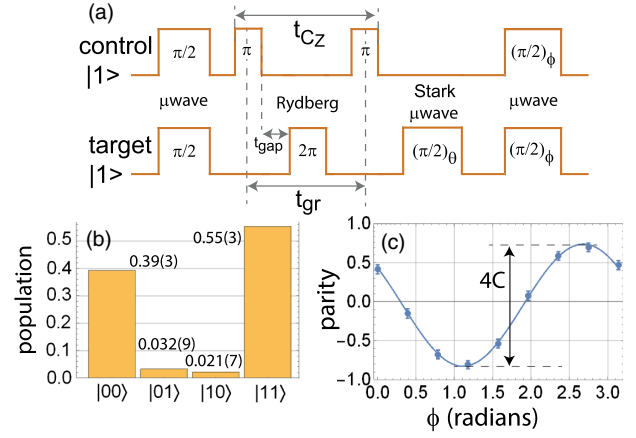 (a)
t_CZ
control
|1>
π/2
π
π
(π/2)_ϕ
μwave
Rydberg
Stark
μwave
μwave
target
|1>
π/2
t_gap
2π
(π/2)_θ
(π/2)_ϕ
t_gr
(b)
population
0.5
0.4
0.3
0.2
0.1
0.0
0.39(3)
0.032(9)
0.021(7)
0.55(3)
|00⟩ |01⟩ |10⟩ |11⟩
(c)
parity
1.0
0.5
0.0
−0.5
−1.0
4C
0.0 0.5 1.0 1.5 2.0 2.5 3.0
ϕ (radians)